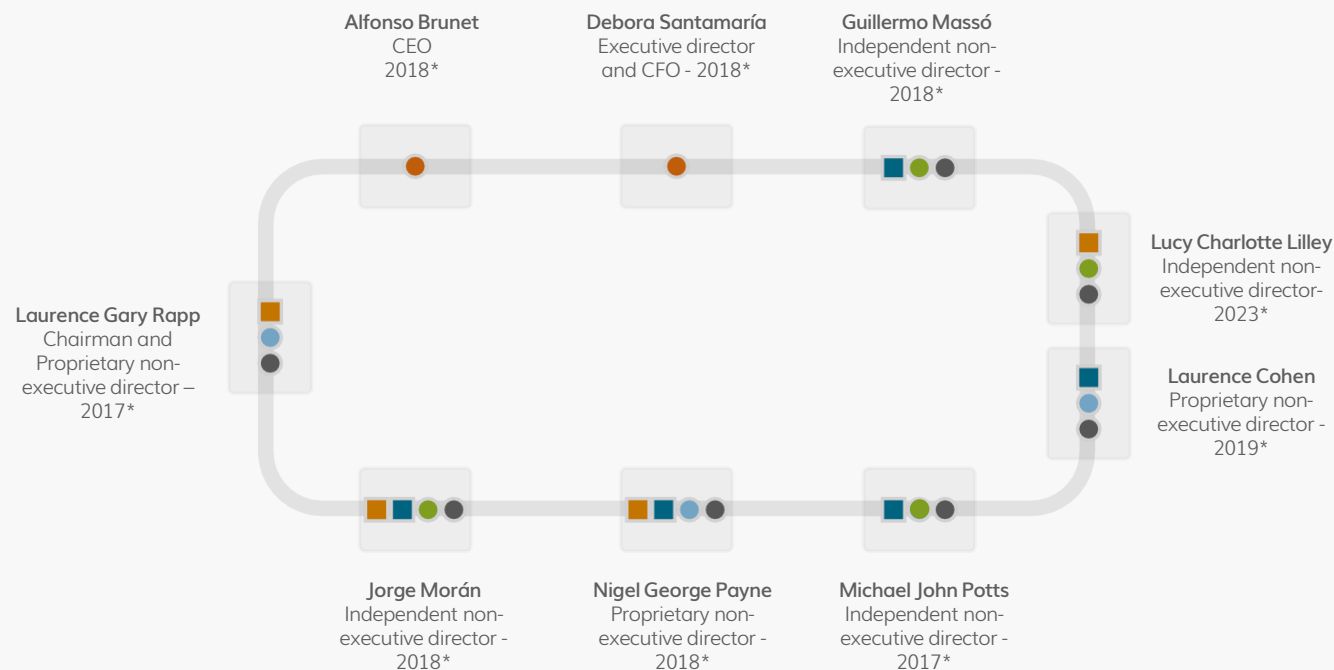 Alfonso Brunet
CEO
2018*
Debora Santamaría
Executive director
and CFO - 2018*
Guillermo Massó
Independent non-
executive director -
2018*
Lucy Charlotte Lilley
Independent non-
executive director-
2023*
Laurence Gary Rapp
Chairman and
Proprietary non-
executive director –
2017*
Laurence Cohen
Proprietary non-
executive director -
2019*
Jorge Morán
Independent non-
executive director -
2018*
Nigel George Payne
Proprietary non-
executive director -
2018*
Michael John Potts
Independent non-
executive director -
2017*